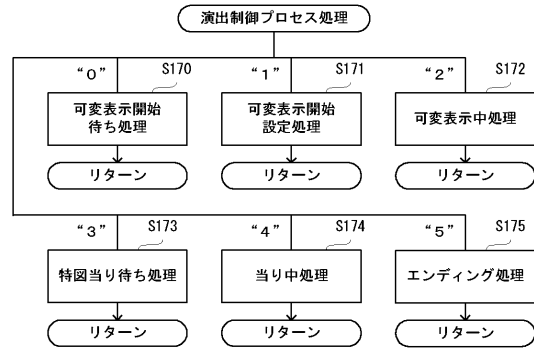 演出制御プロセス処理
“0”
S170
“1”
S171
“2”
S172
可変表示開始
待ち処理
可変表示開始
設定処理
可変表示中処理
リターン
リターン
リターン
“3”
S173
“4”
S174
“5”
S175
特図当り待ち処理
当り中処理
エンディング処理
リターン
リターン
リターン